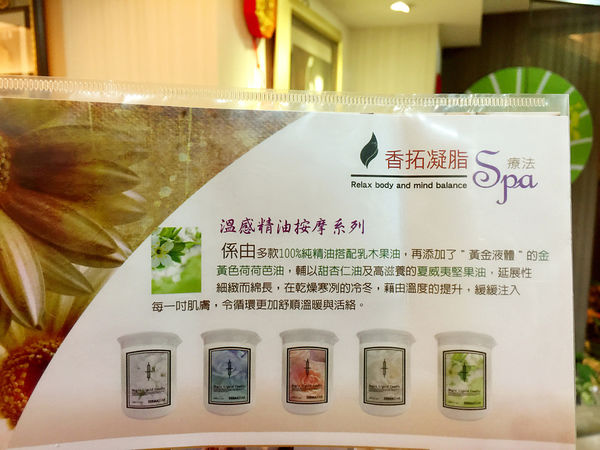 香拓凝脂 Spa 療法
Relax body and mind balance
溫感精油按摩系列
係由多款100%純精油搭配乳木果油，再添加了"黃金液體"的金
黃色荷荷芭油，輔以甜杏仁油及高滋養的夏威夷堅果油，延展性
細緻而綿長，在乾燥寒冽的冷冬，藉由溫度的提升，緩緩注入
每一吋肌膚，令循環更加舒順溫暖與活絡。